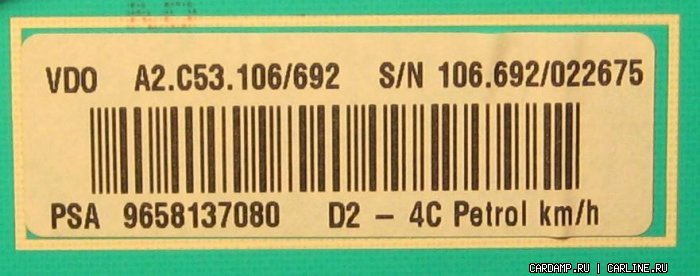 VDO A2.C53.106/692 S/N 106.692/022675
PSA 9658137080 D2 – 4C Petrol km/h
CARDAMP.RU | CARLINE.RU